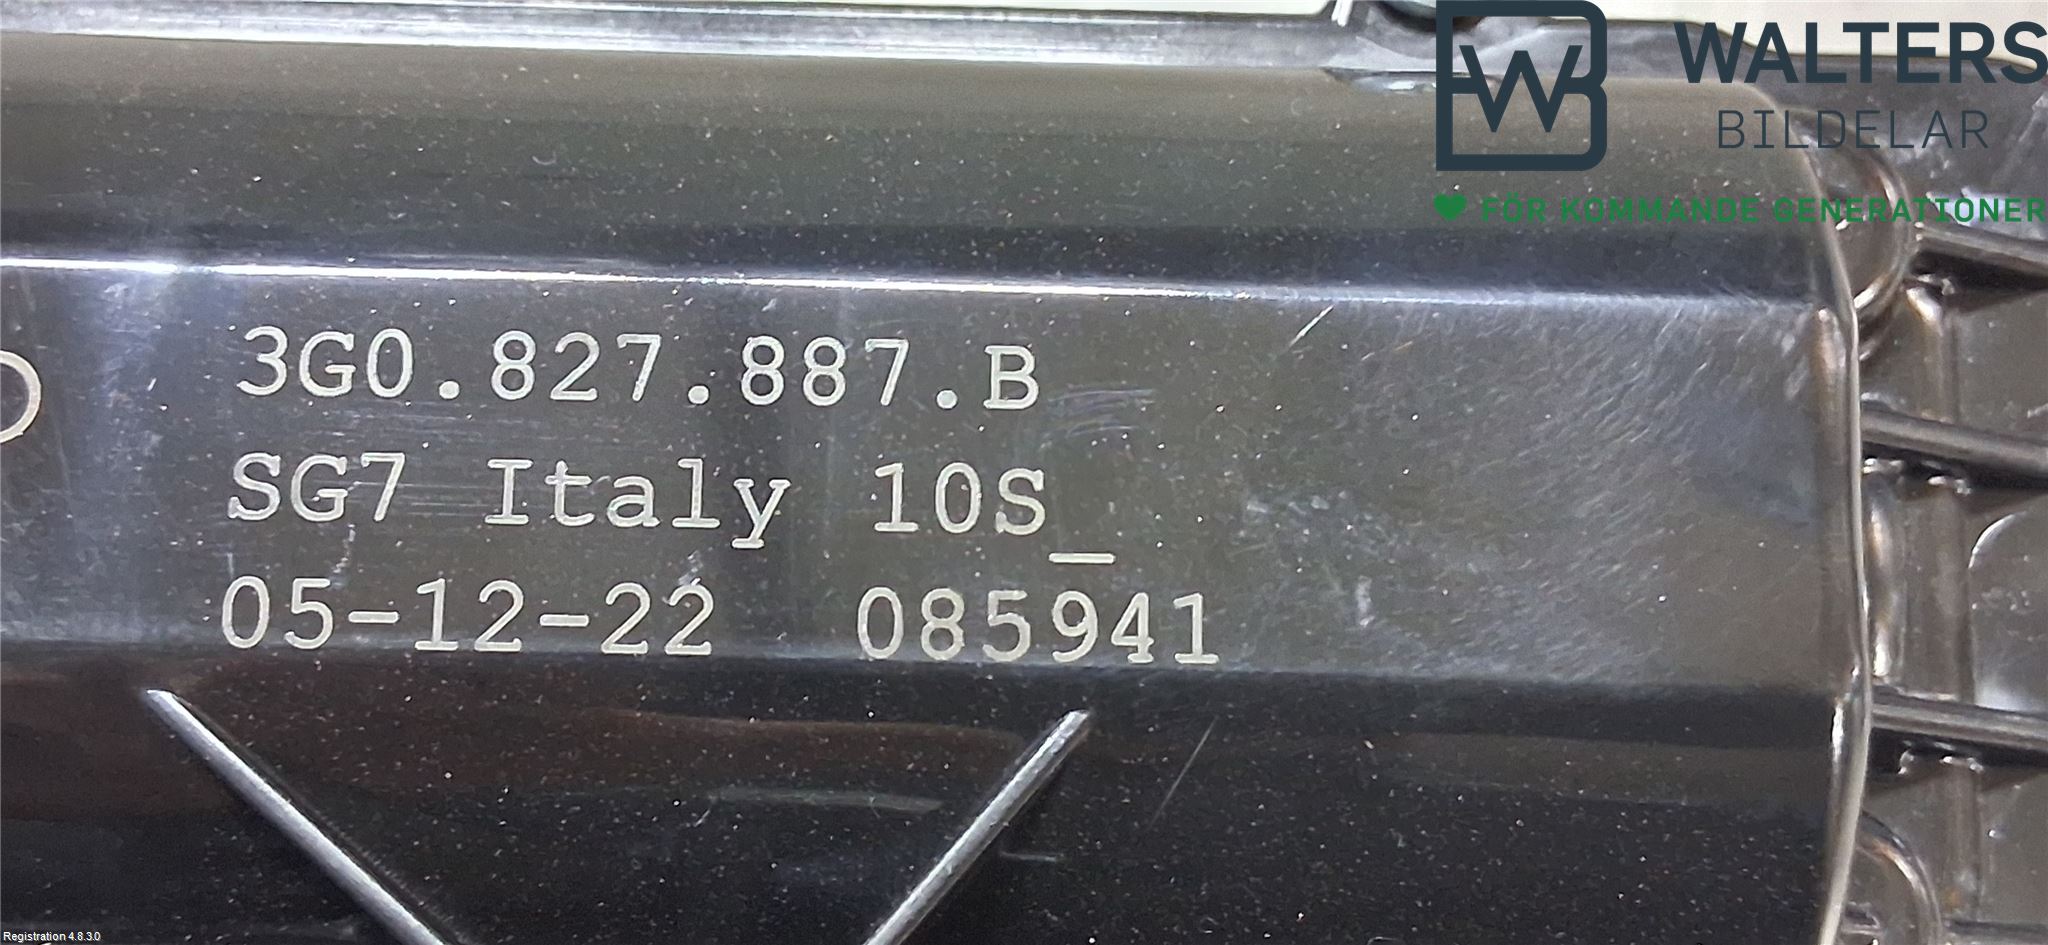 WALTERS
BILDELAR
FÖR KOMMANDE GENERATIONER
3G0.827.887.B
SG7 Italy 10S_
05-12-22 085941
Registration 4.8.3.0